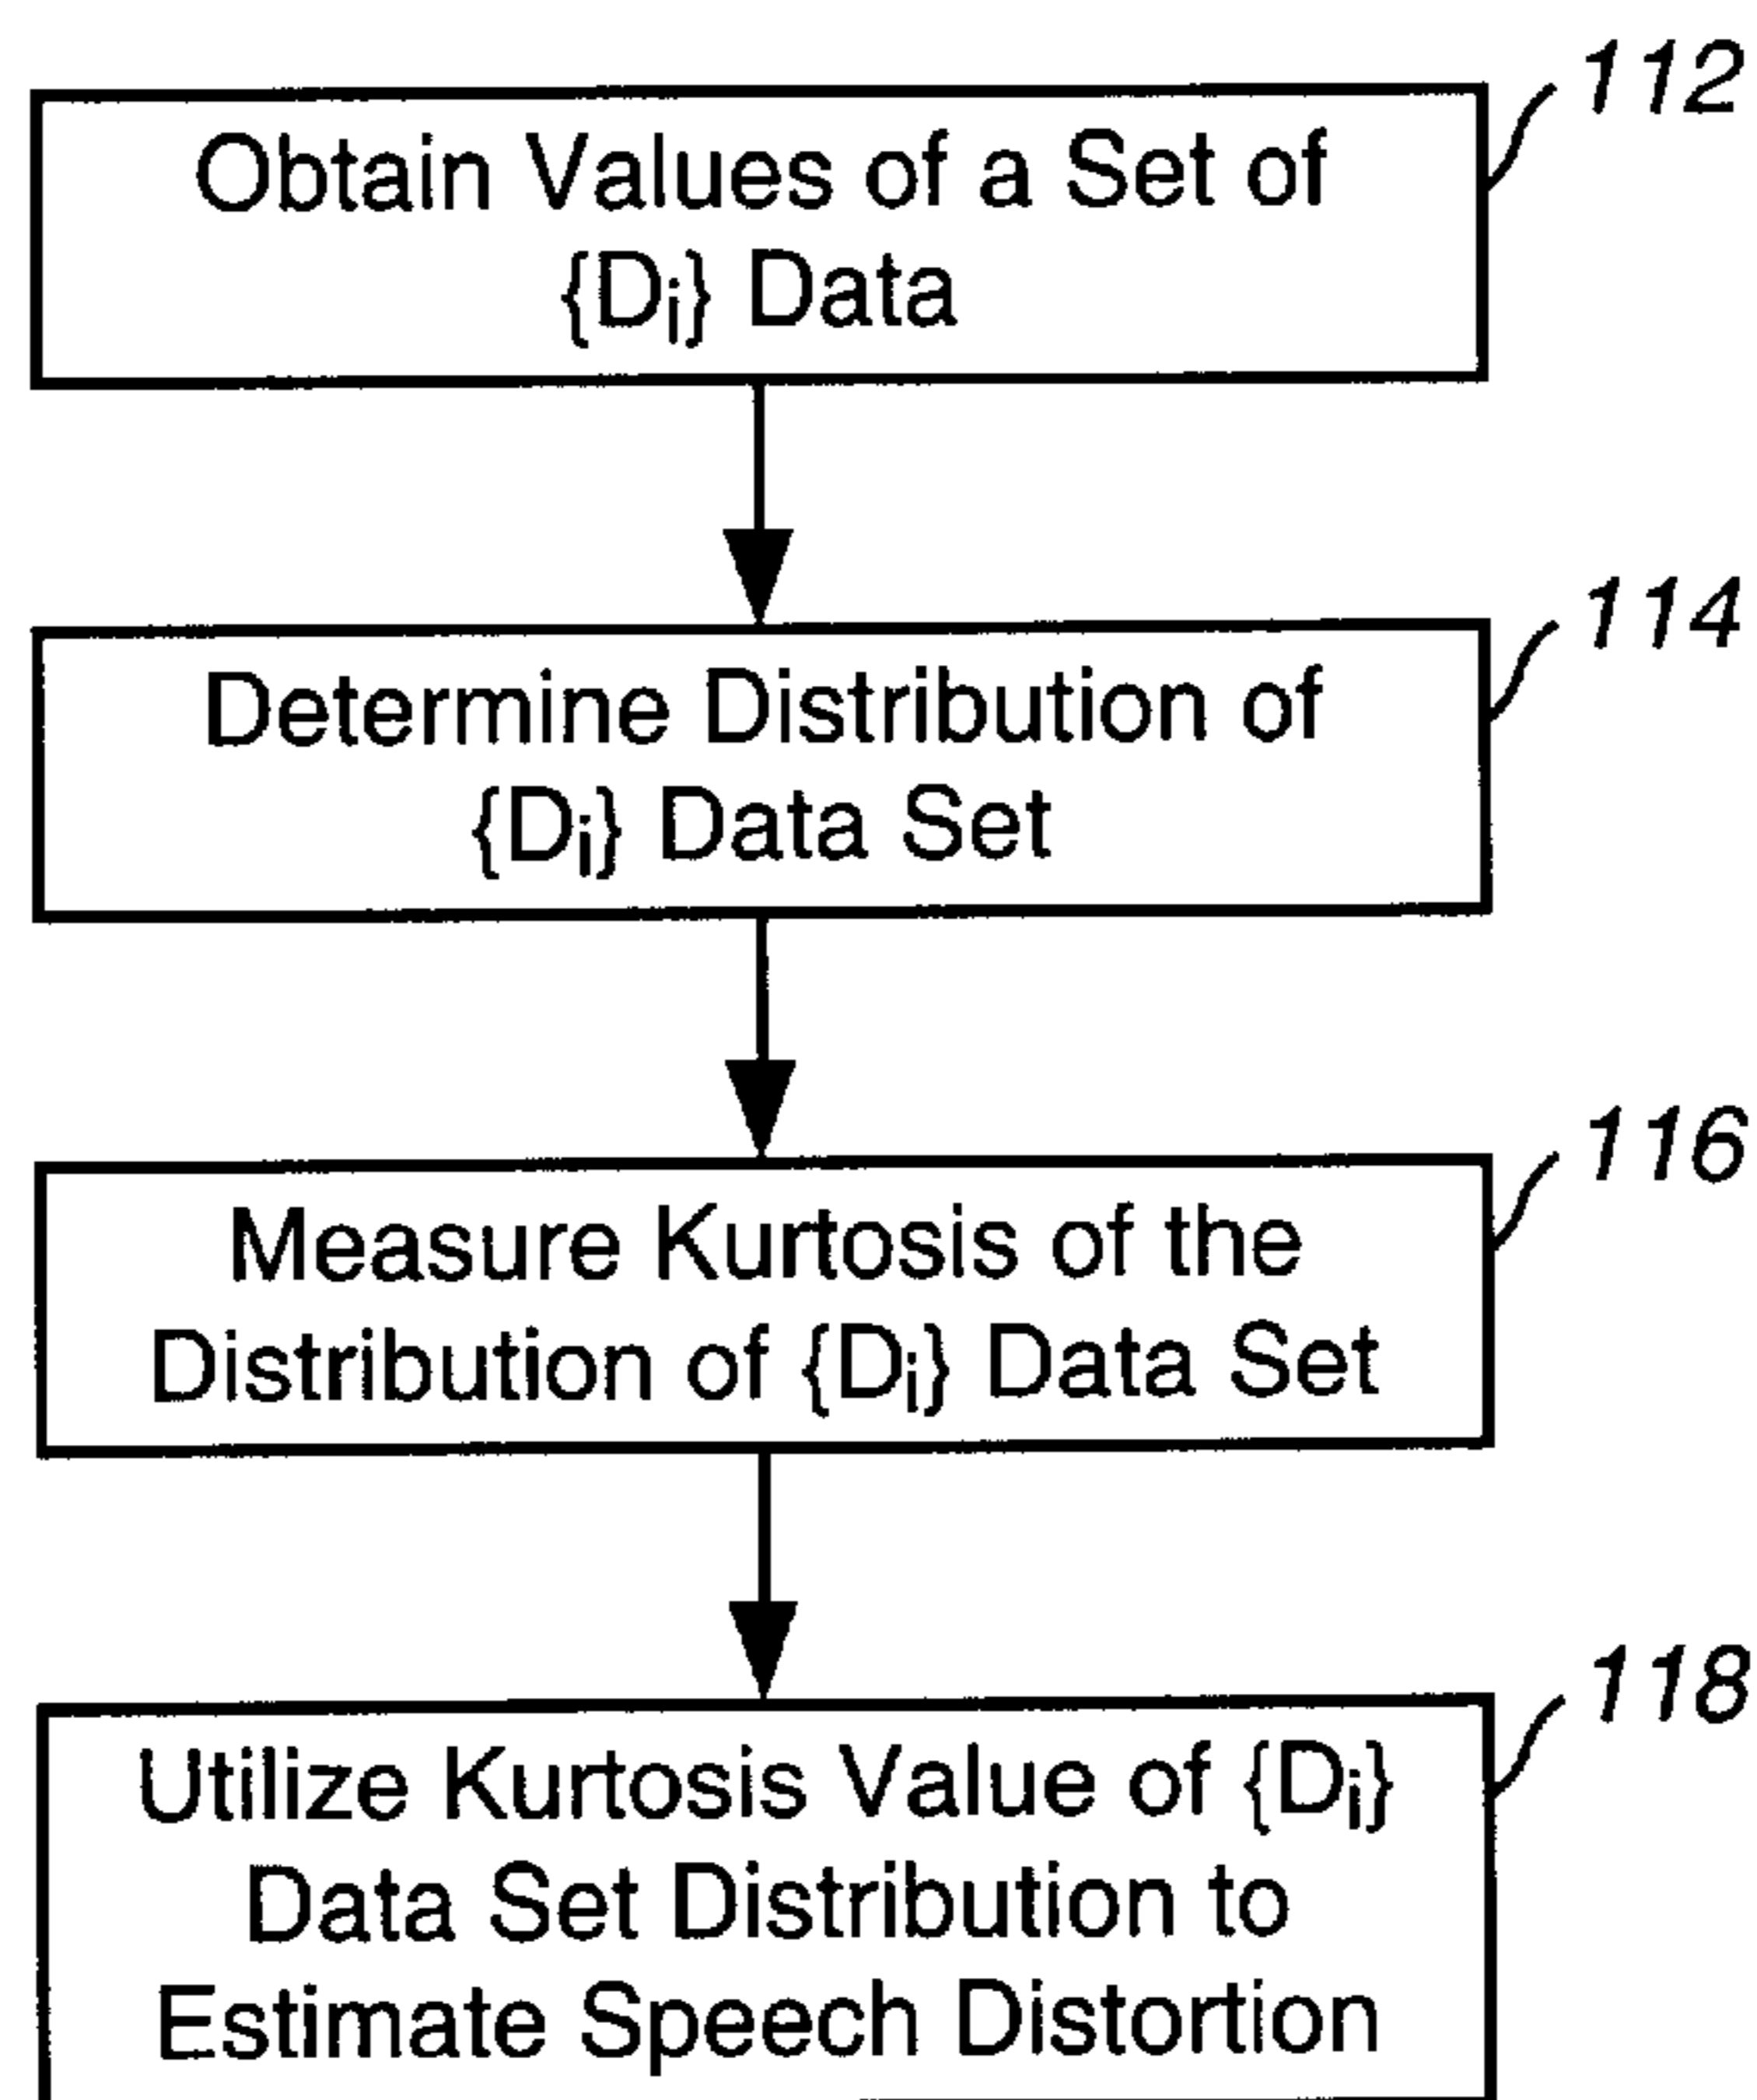 112
Obtain Values of a Set of
{Di} Data
114
Determine Distribution of
{Di} Data Set
116
Measure Kurtosis of the
Distribution of {Di} Data Set
118
Utilize Kurtosis Value of {Di}
Data Set Distribution to
Estimate Speech Distortion